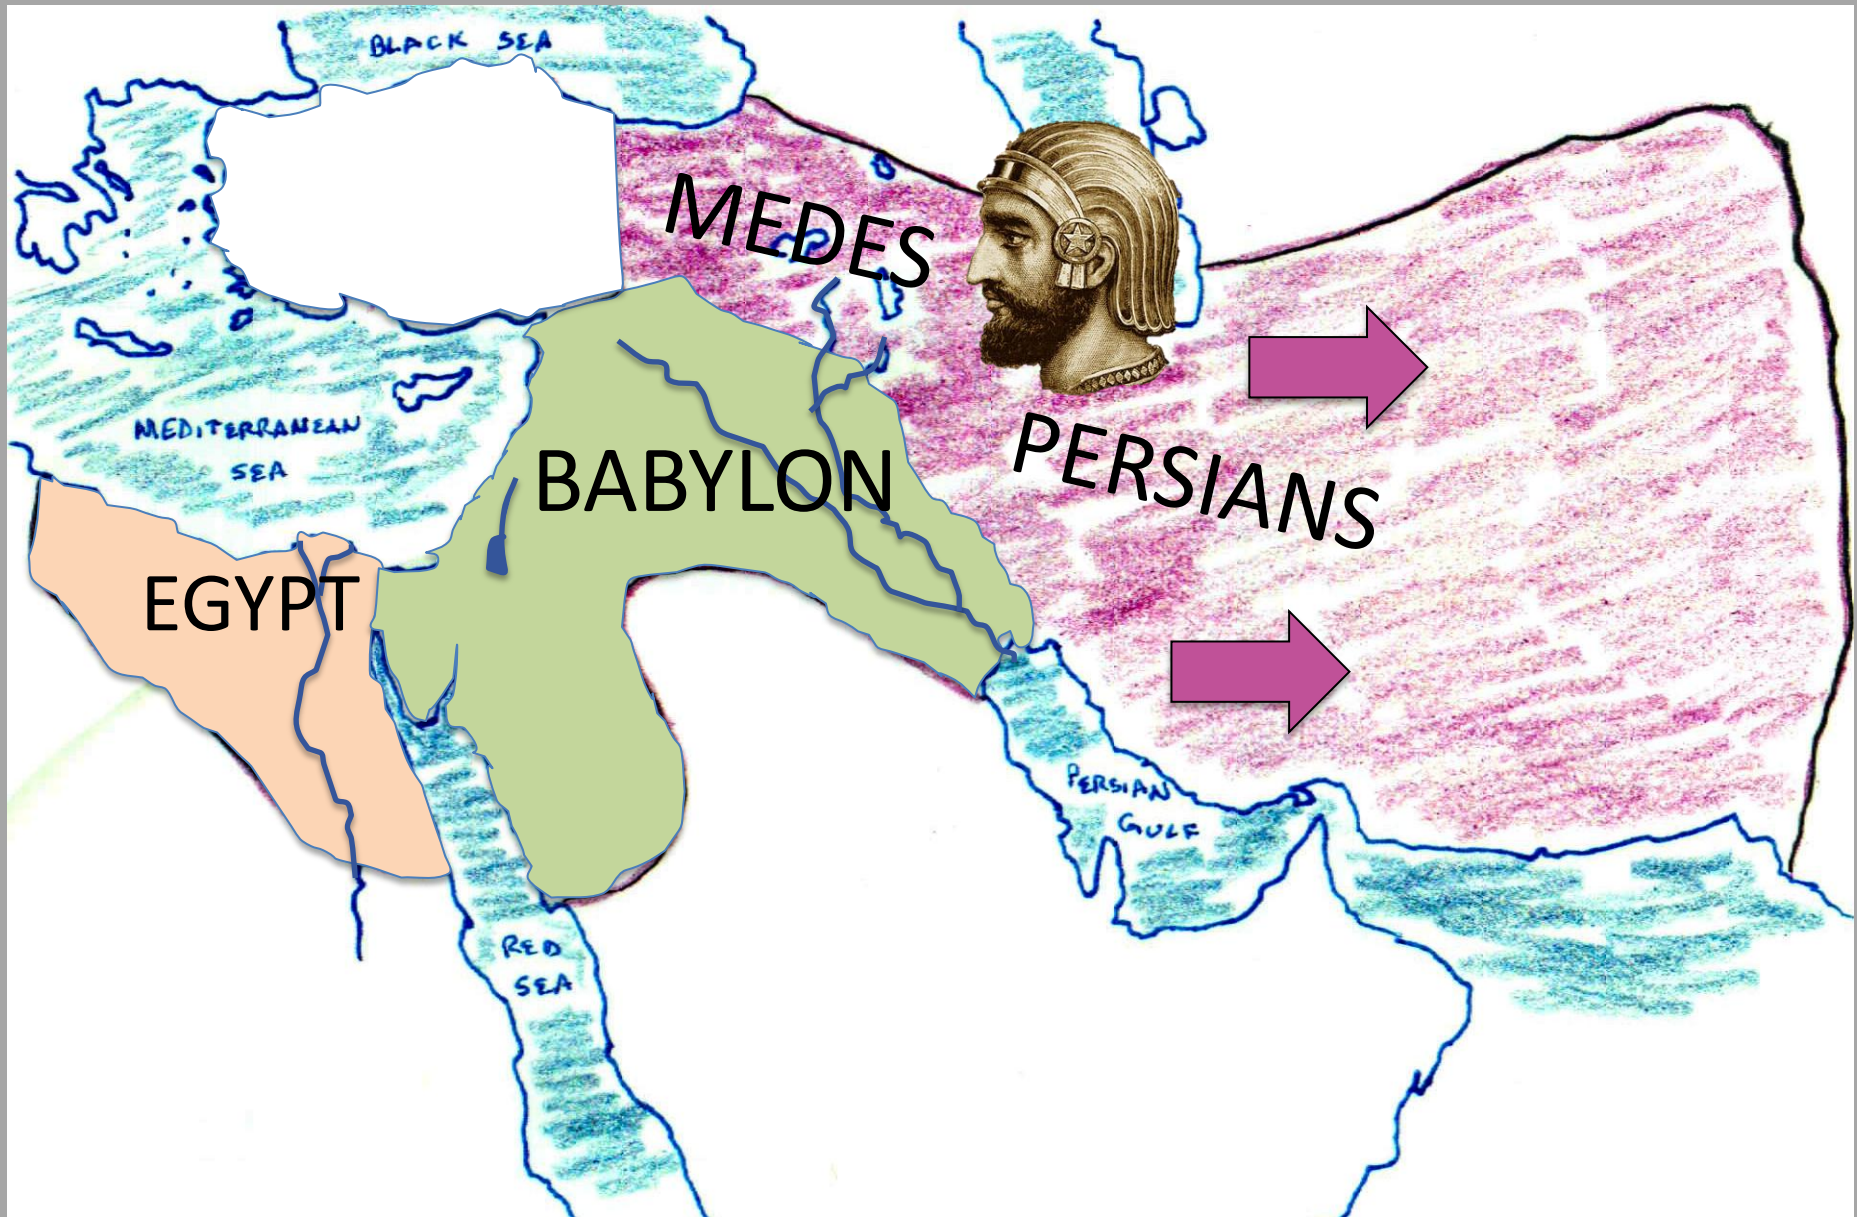 BLACK SEA
MEDES
MEDITERRANEAN
SEA
BABYLON
PERSIANS
EGYPT
PERSIAN
GULF
RED
SEA